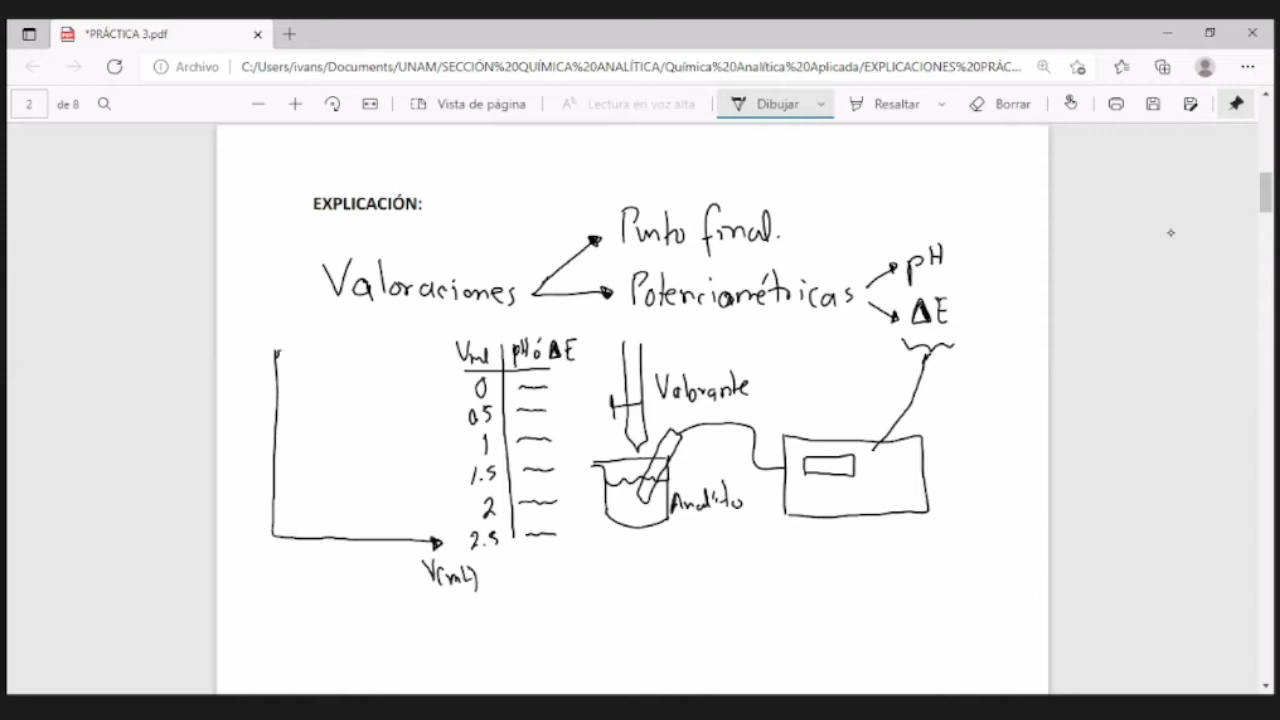 *PRÁCTICA 3.pdf
Archivo C:/Users/ivans/Documents/UNAM/SECCIÓN%20QUÍMICA%20ANALÍTICA/Química%20Analítica%20Aplicada/EXPLICACIONES%20PRÁC...
2 de 8 Vista de página Lectura en voz alta Dibujar Resaltar Borrar
EXPLICACIÓN:
Punto final.
Valoraciones Potenciométricas pH
ΔE
Vml pH ó ΔE
0
0.5
1
1.5
2
2.5
Valorante
Analito
V(mL)